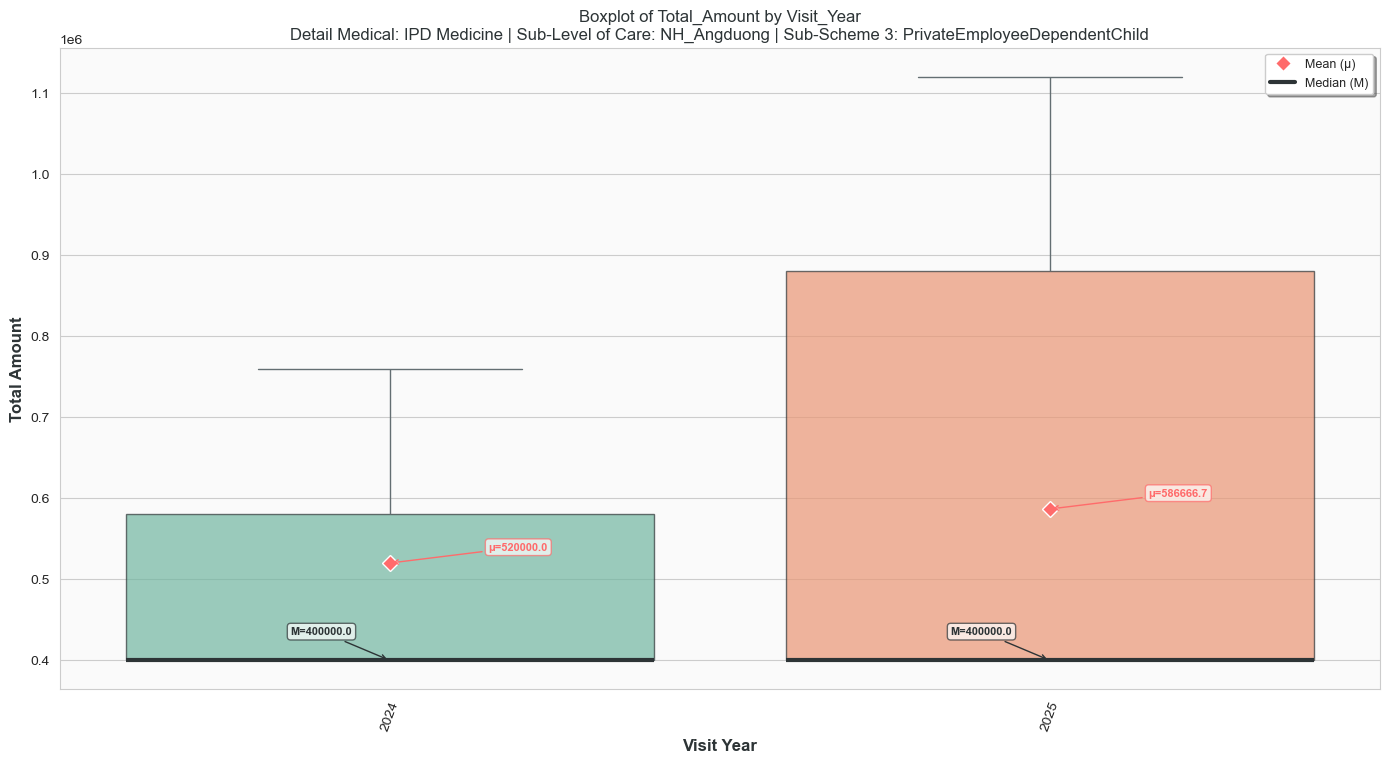 Boxplot of Total_Amount by Visit_Year
Detail Medical: IPD Medicine | Sub-Level of Care: NH_Angduong | Sub-Scheme 3: PrivateEmployeeDependentChild
1e6
Mean (μ)
Median (M)
1.1
1.0
0.9
0.8
0.7
0.6
0.5
0.4
Total Amount
μ=520000.0
M=400000.0
μ=586666.7
M=400000.0
2024
2025
Visit Year